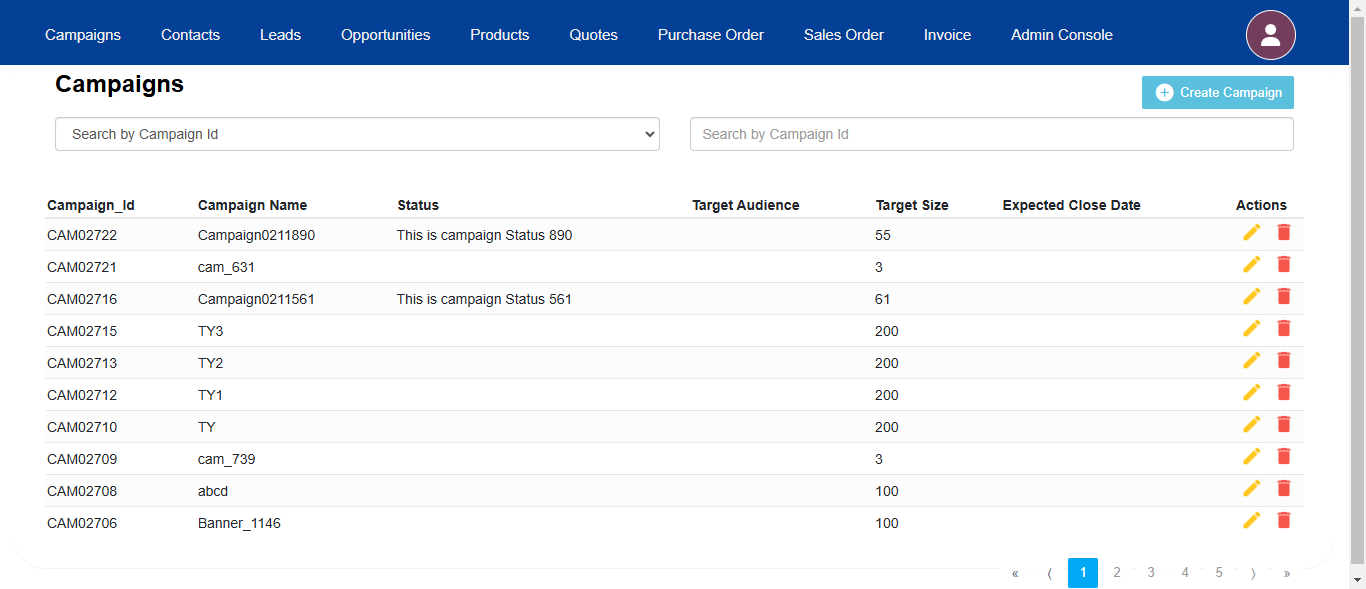 Campaigns Contacts Leads Opportunities Products Quotes Purchase Order Sales Order Invoice Admin Console
Campaigns
Create Campaign
Search by Campaign Id Search by Campaign Id
Campaign_Id Campaign Name Status Target Audience Target Size Expected Close Date Actions
CAM02722 Campaign0211890 This is campaign Status 890 55
CAM02721 cam_631 3
CAM02716 Campaign0211561 This is campaign Status 561 61
CAM02715 TY3 200
CAM02713 TY2 200
CAM02712 TY1 200
CAM02710 TY 200
CAM02709 cam_739 3
CAM02708 abcd 100
CAM02706 Banner_1146 100
« ⟨ 1 2 3 4 5 ⟩ »